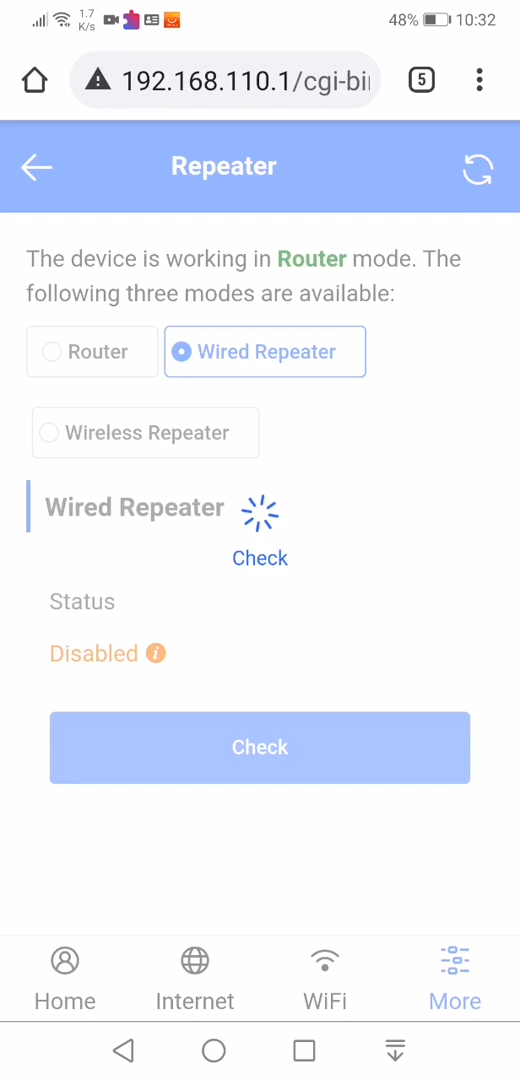 1.7
K/s
48%
10:32
192.168.110.1/cgi-bi
5
Repeater
The device is working in Router mode. The
following three modes are available:
Router
Wired Repeater
Wireless Repeater
Wired Repeater
Check
Status
Disabled
Check
Home
Internet
WiFi
More